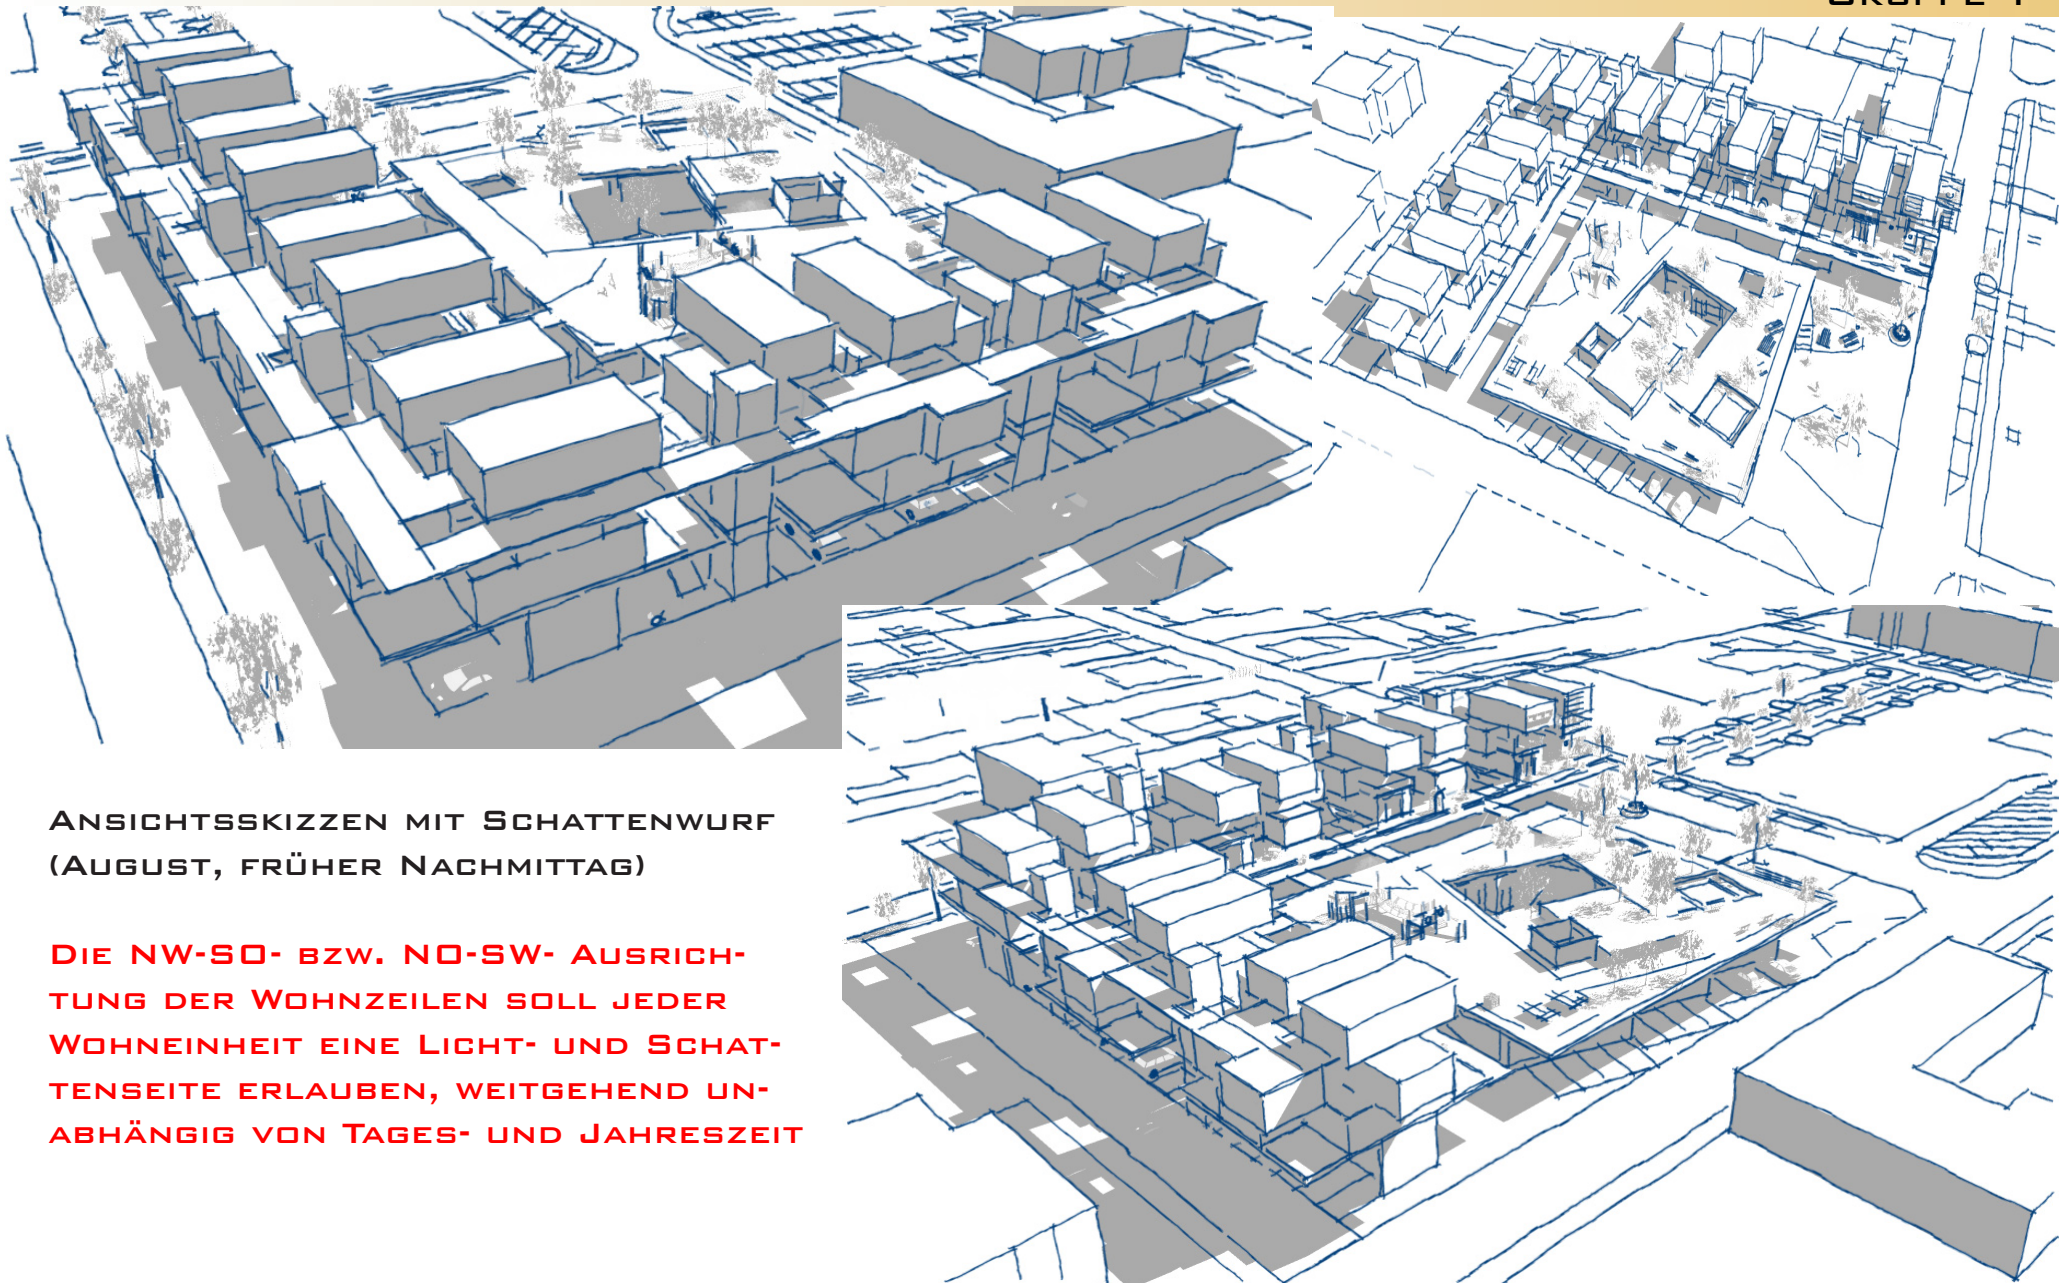 Ansichtsskizzen mit Schattenwurf
(August, früher Nachmittag)
Die NW-SO- bzw. NO-SW- Ausrich-
tung der Wohnzeilen soll jeder
Wohneinheit eine Licht- und Schat-
tenseite erlauben, weitgehend un-
abhängig von Tages- und Jahreszeit